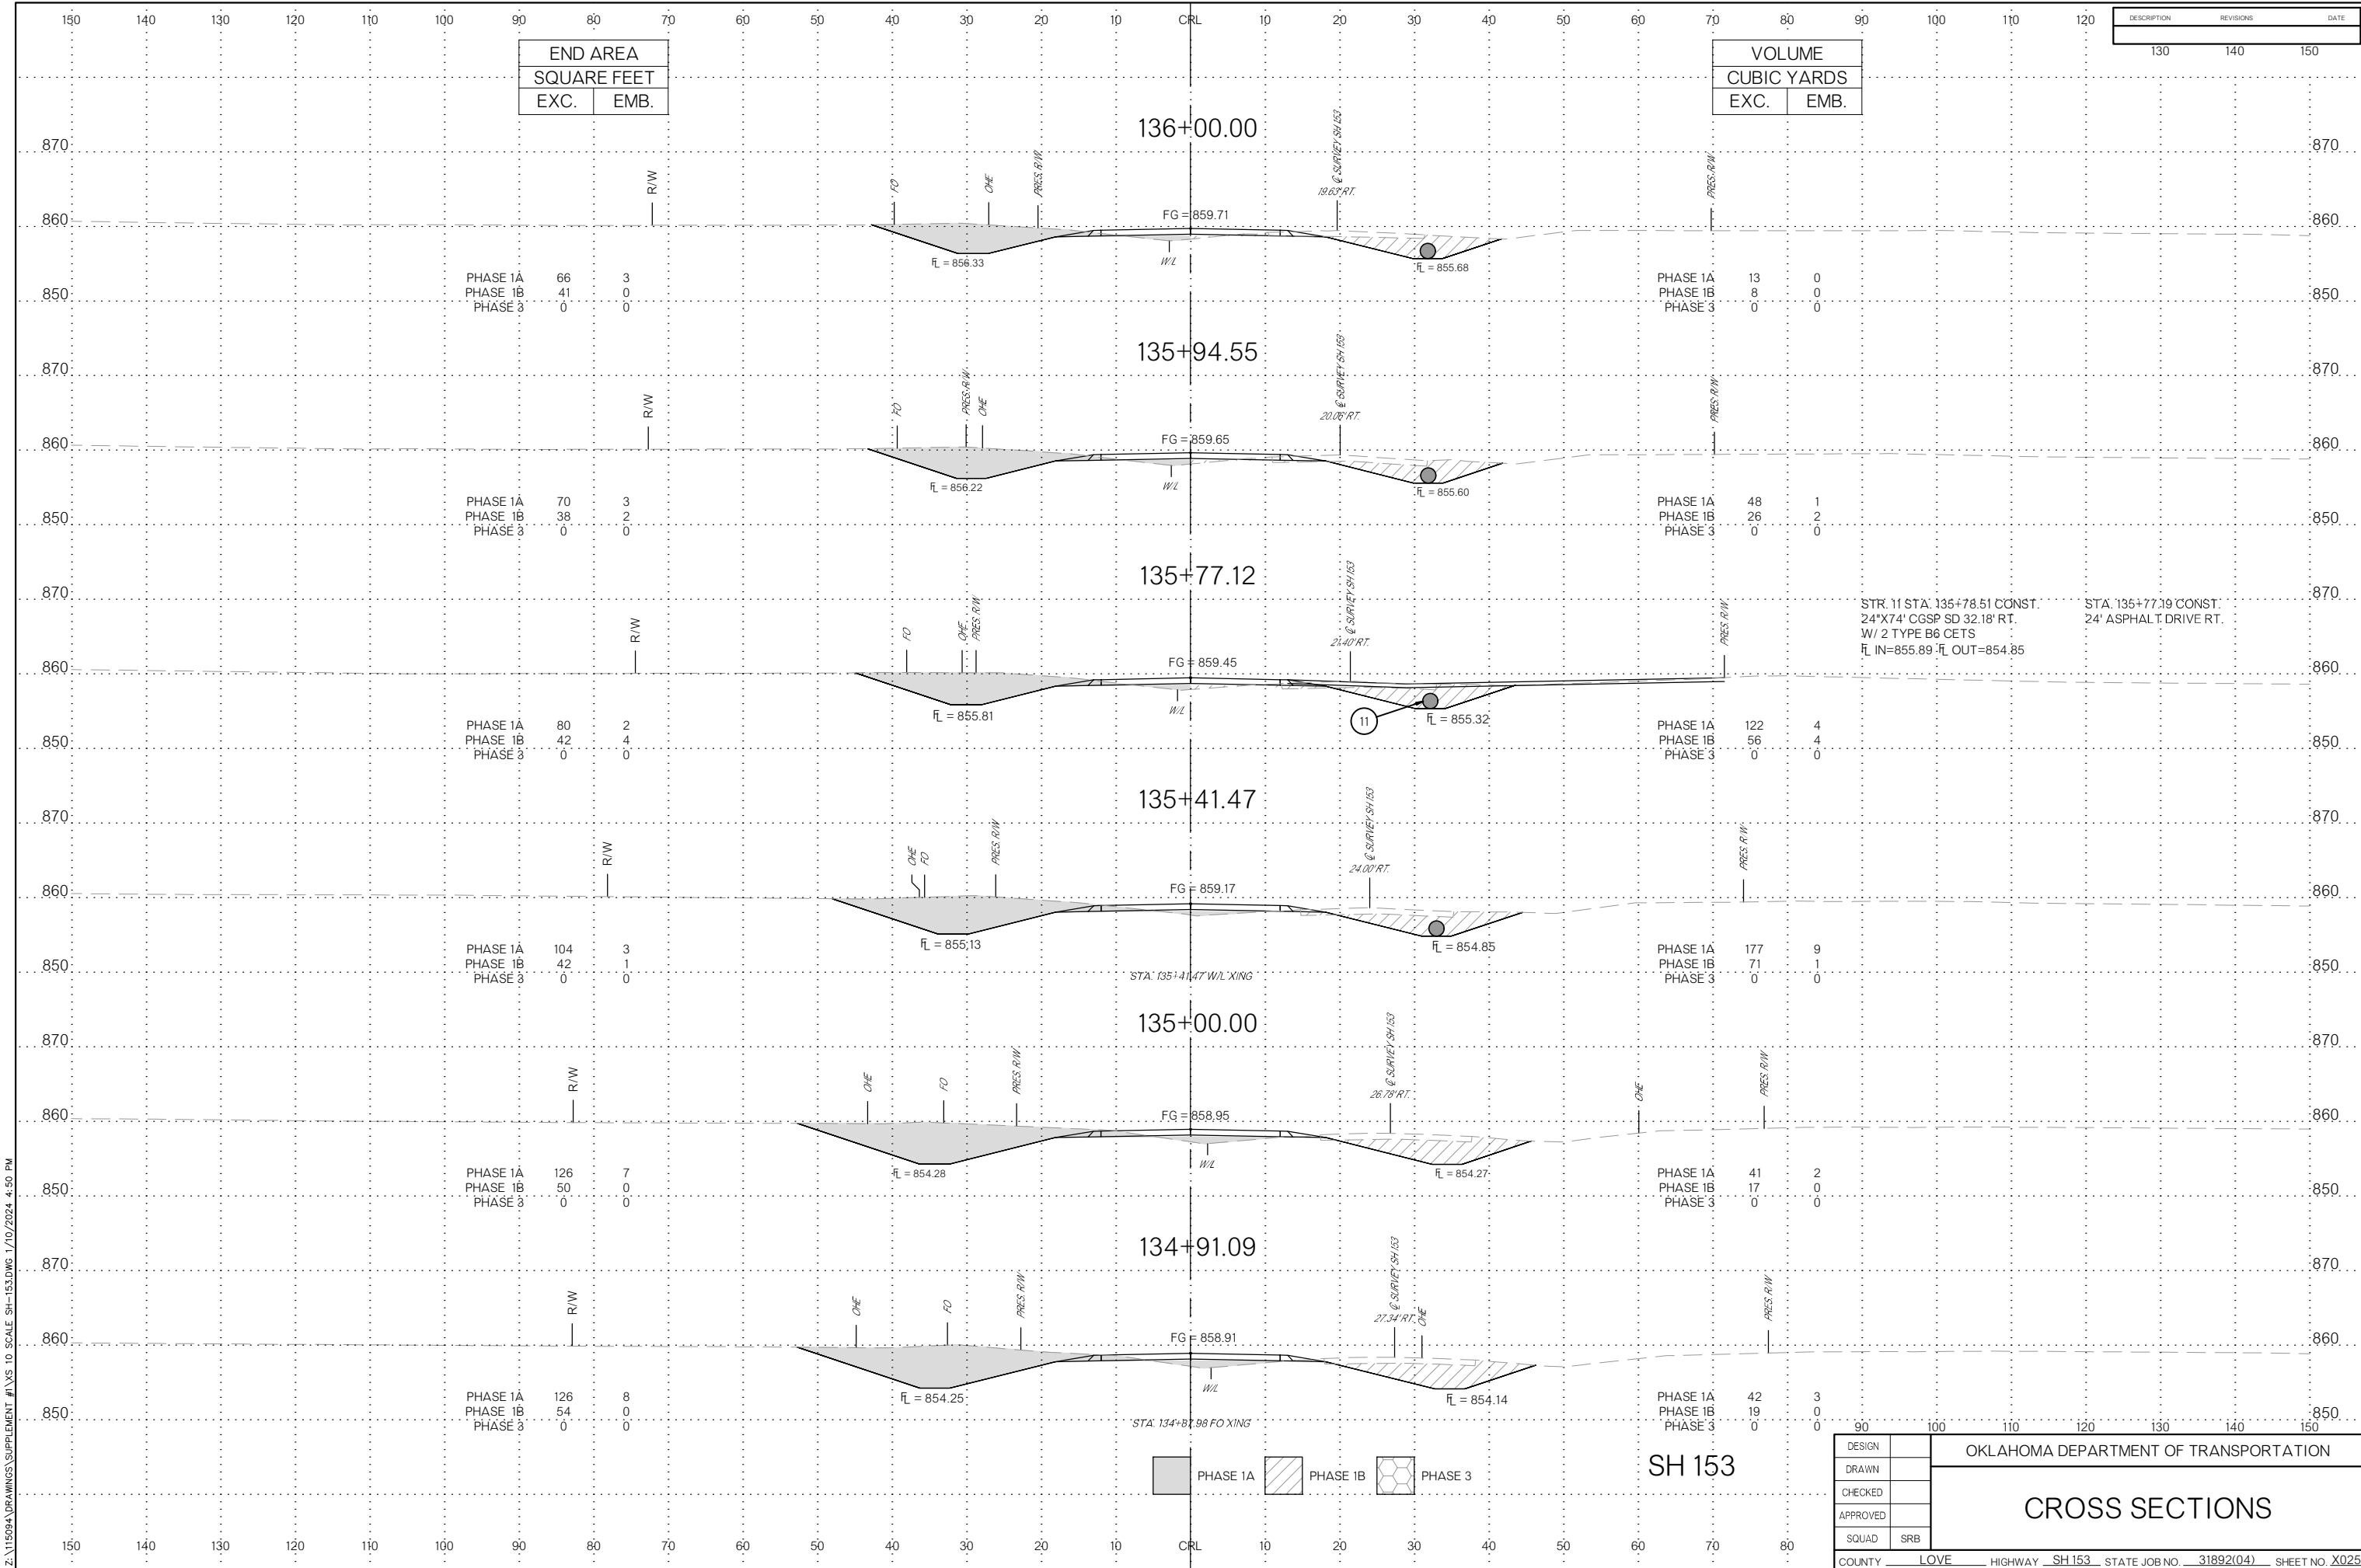 150 140 130 120 110 100 90 80 70 60 50 40 30 20 10 CRL 10 20 30 40 50 60 70 80 90 100 110 120
DESCRIPTION REVISIONS DATE
130 140 150
END AREA
SQUARE FEET
EXC. EMB.
VOLUME
CUBIC YARDS
EXC. EMB.
136+00.00
870 870
R/W FO OHE PRES. R/W ℄ SURVEY SH 153 PRES. R/W
19.63' RT.
860 FG = 859.71 860
W/L
FL = 856.33 FL = 855.68
PHASE 1A 66 3 PHASE 1A 13 0
PHASE 1B 41 0 PHASE 1B 8 0
850 850
PHASE 3 0 0 PHASE 3 0 0
135+94.55
870 870
R/W FO PRES. R/W OHE ℄ SURVEY SH 153 PRES. R/W
20.06' RT.
860 FG = 859.65 860
W/L
FL = 856.22 FL = 855.60
PHASE 1A 70 3 PHASE 1A 48 1
PHASE 1B 38 2 PHASE 1B 26 2
850 850
PHASE 3 0 0 PHASE 3 0 0
135+77.12
870 870
STR. 11 STA. 135+78.51 CONST. STA. 135+77.19 CONST.
24"X74' CGSP SD 32.18' RT. 24' ASPHALT DRIVE RT.
W/ 2 TYPE B6 CETS
FL IN=855.89 FL OUT=854.85
R/W FO OHE PRES. R/W ℄ SURVEY SH 153 PRES. R/W
21.40' RT.
860 FG = 859.45 860
W/L
FL = 855.81 11 FL = 855.32
PHASE 1A 80 2 PHASE 1A 122 4
PHASE 1B 42 4 PHASE 1B 56 4
850 850
PHASE 3 0 0 PHASE 3 0 0
135+41.47
870 870
R/W OHE FO PRES. R/W ℄ SURVEY SH 153 PRES. R/W
24.00' RT.
860 FG = 859.17 860
FL = 855.13 FL = 854.85
PHASE 1A 104 3 PHASE 1A 177 9
PHASE 1B 42 1 PHASE 1B 71 1
850 850
STA. 135+41.47 W/L XING
PHASE 3 0 0 PHASE 3 0 0
135+00.00
870 870
R/W OHE FO PRES. R/W ℄ SURVEY SH 153 OHE PRES. R/W
26.78' RT.
860 FG = 858.95 860
W/L
FL = 854.28 FL = 854.27
PHASE 1A 126 7 PHASE 1A 41 2
PHASE 1B 50 0 PHASE 1B 17 0
850 850
PHASE 3 0 0 PHASE 3 0 0
134+91.09
870 870
R/W OHE FO PRES. R/W ℄ SURVEY SH 153 OHE PRES. R/W
27.34' RT.
860 FG = 858.91 860
W/L
FL = 854.25 FL = 854.14
PHASE 1A 126 8 PHASE 1A 42 3
PHASE 1B 54 0 PHASE 1B 19 0
850 850
STA. 134+87.98 FO XING
PHASE 3 0 0 PHASE 3 0 0
90 100 110 120 130 140 150
PHASE 1A PHASE 1B PHASE 3
SH 153
DESIGN
DRAWN
CHECKED
APPROVED
SQUAD SRB
OKLAHOMA DEPARTMENT OF TRANSPORTATION
CROSS SECTIONS
150 140 130 120 110 100 90 80 70 60 50 40 30 20 10 CRL 10 20 30 40 50 60 70 80
COUNTY LOVE HIGHWAY SH 153 STATE JOB NO. 31892(04) SHEET NO. X025
Z:\115094\DRAWINGS\SUPPLEMENT #1\XS 10 SCALE SH-153.DWG 1/10/2024 4:50 PM